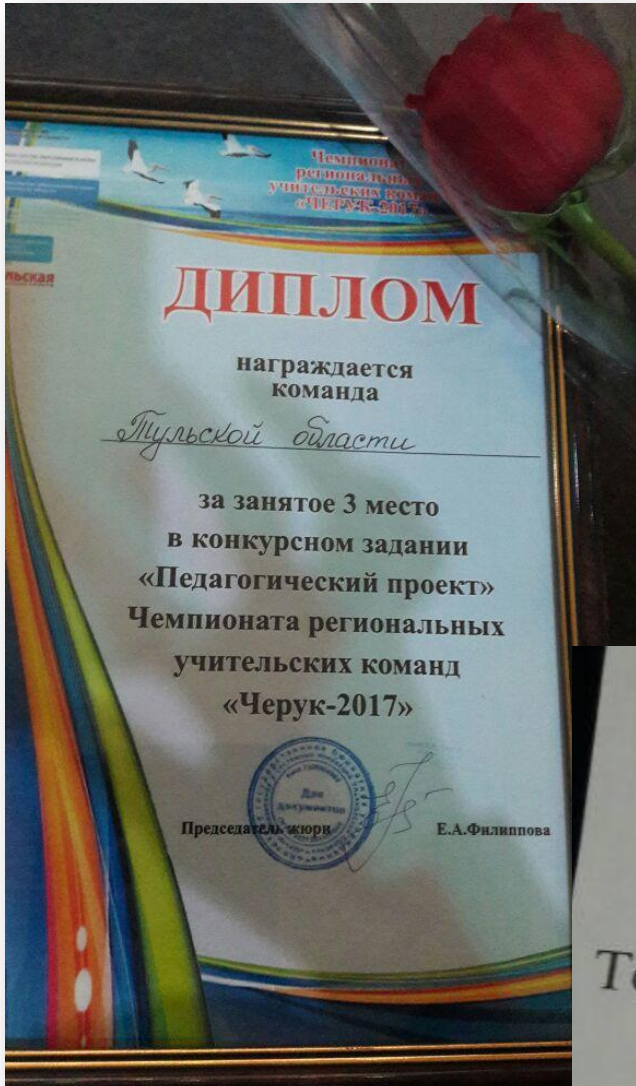 Чемпионат
региональных
учительских команд
«ЧЕРУК-2017»
ДИПЛОМ
награждается
команда
Тульской области
за занятое 3 место
в конкурсном задании
«Педагогический проект»
Чемпионата региональных
учительских команд
«Черук-2017»
Для
документов
Председатель жюри Е.А.Филиппова